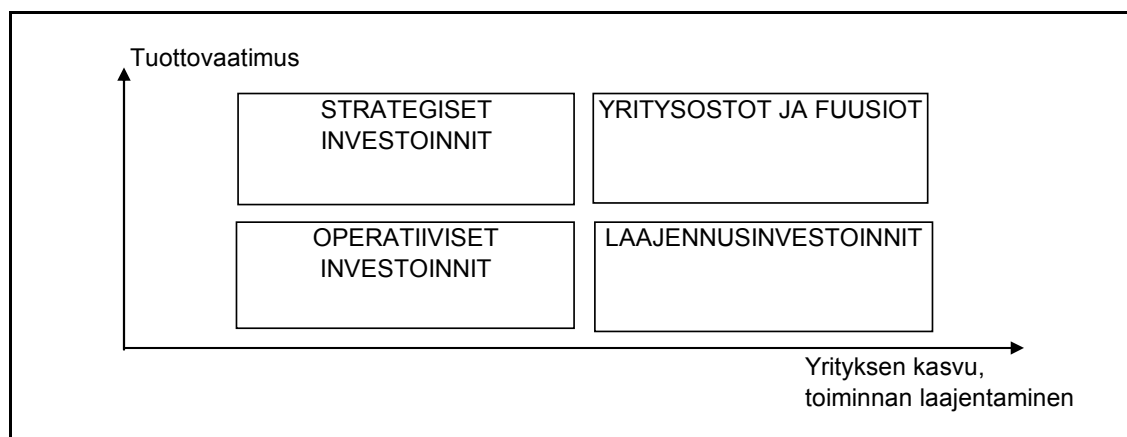 Tuottovaatimus
STRATEGISET
INVESTOINNIT
YRITYSOSTOT JA FUUSIOT
OPERATIIVISET
INVESTOINNIT
LAAJENNUSINVESTOINNIT
Yrityksen kasvu,
toiminnan laajentaminen